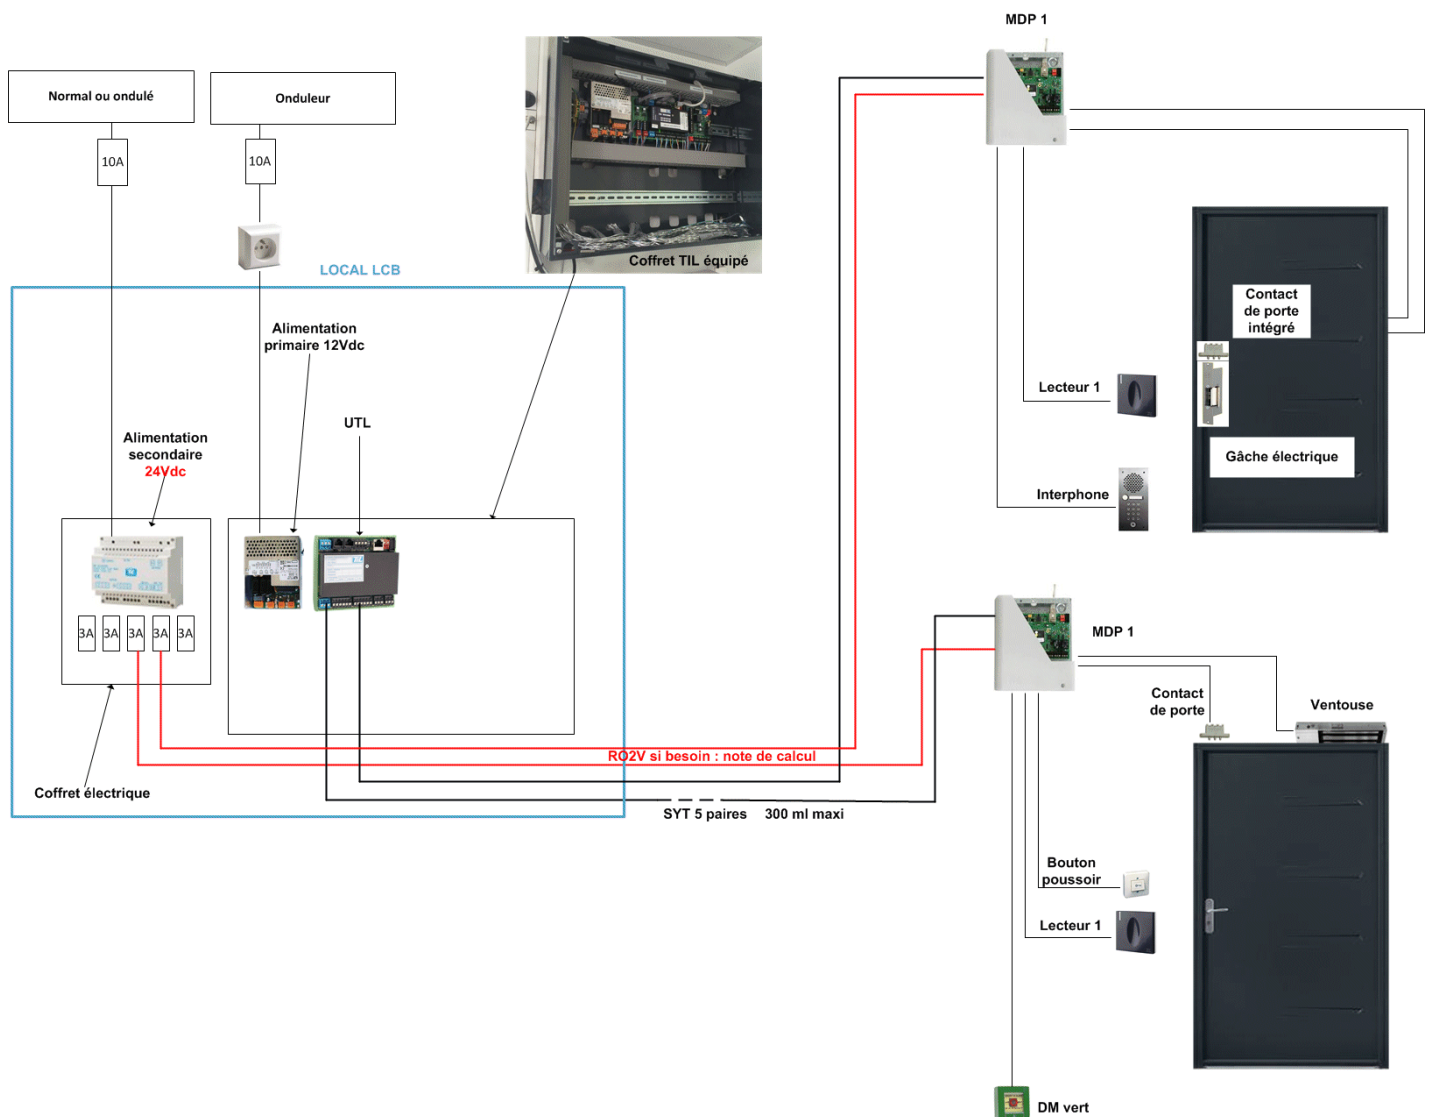 MDP 1
Normal ou ondulé
Onduleur
10A
10A
Coffret TIL équipé
LOCAL LCB
Alimentation
primaire 12Vdc
UTL
Alimentation
secondaire
24Vdc
3A
3A
3A
3A
3A
Coffret électrique
Contact
de porte
intégré
Lecteur 1
Gâche électrique
Interphone
MDP 1
Contact
de porte
Ventouse
RO2V si besoin : note de calcul
SYT 5 paires 300 ml maxi
Bouton
poussoir
Lecteur 1
DM vert